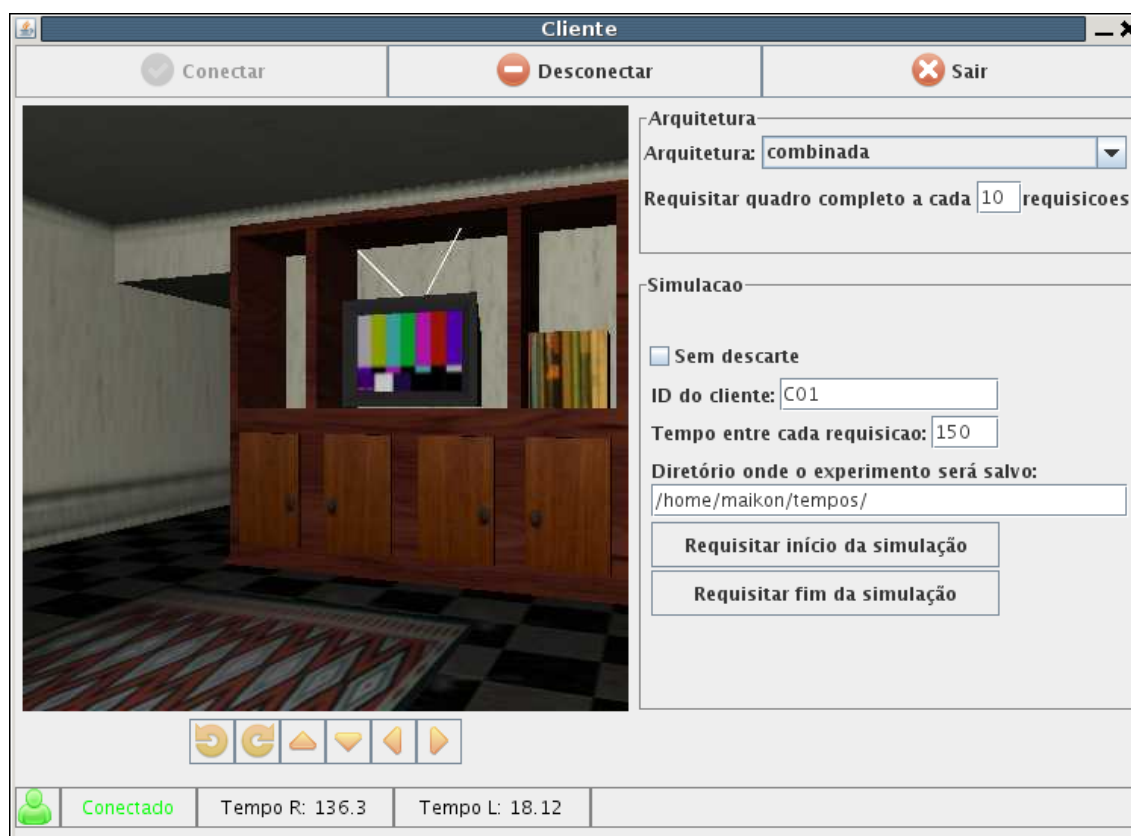 Cliente
Conectar
Desconectar
Sair
Arquitetura
Arquitetura: combinada
Requisitar quadro completo a cada 10 requisicoes
Simulacao
Sem descarte
ID do cliente: C01
Tempo entre cada requisicao: 150
Diretório onde o experimento será salvo:
/home/maikon/tempos/
Requisitar início da simulação
Requisitar fim da simulação
Conectado
Tempo R: 136.3
Tempo L: 18.12